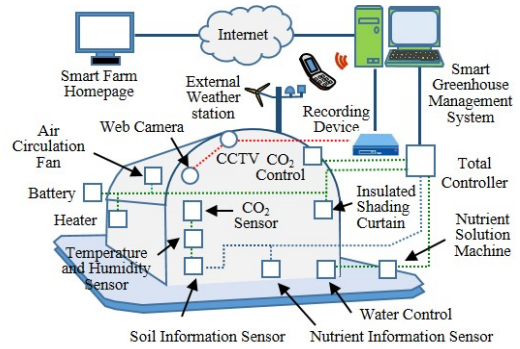 Internet
Smart Farm
Homepage
External
Weather
station
Recording
Device
Smart
Greenhouse
Management
System
Air
Circulation
Fan
Web Camera
CCTV
CO2
Control
Total
Controller
Battery
Heater
CO2
Sensor
Insulated
Shading
Curtain
Nutrient
Solution
Machine
Temperature
and Humidity
Sensor
Water Control
Soil Information Sensor
Nutrient Information Sensor